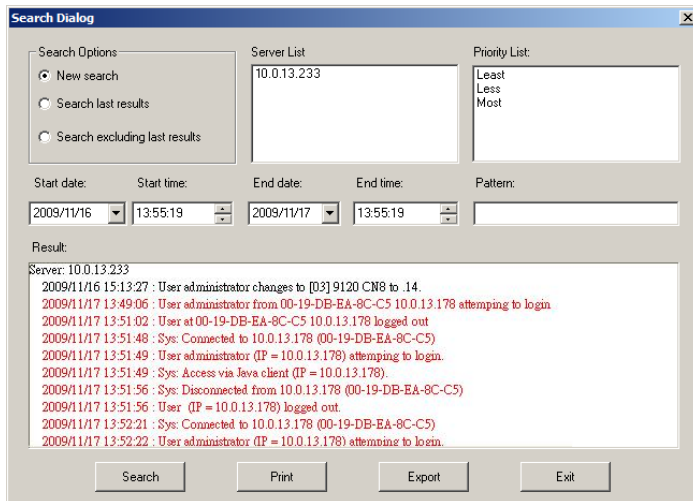 Search Dialog
Search Options
New search
Search last results
Search excluding last results
Server List
10.0.13.233
Priority List:
Least
Less
Most
Start date:
Start time:
End date:
End time:
Pattern:
2009/11/16
13:55:19
2009/11/17
13:55:19
Result:
Server: 10.0.13.233
2009/11/16 15:13:27 : User administrator changes to [03] 9120 CN8 to .14.
2009/11/17 13:49:06 : User administrator from 00-19-DB-EA-8C-C5 10.0.13.178 attemping to login
2009/11/17 13:51:02 : User at 00-19-DB-EA-8C-C5 10.0.13.178 logged out
2009/11/17 13:51:48 : Sys: Connected to 10.0.13.178 (00-19-DB-EA-8C-C5)
2009/11/17 13:51:49 : User administrator (IP = 10.0.13.178) attemping to login.
2009/11/17 13:51:49 : Sys: Access via Java client (IP = 10.0.13.178).
2009/11/17 13:51:56 : Sys: Disconnected from 10.0.13.178 (00-19-DB-EA-8C-C5)
2009/11/17 13:51:56 : User (IP = 10.0.13.178) logged out.
2009/11/17 13:52:21 : Sys: Connected to 10.0.13.178 (00-19-DB-EA-8C-C5)
2009/11/17 13:52:22 : User administrator (IP = 10.0.13.178) attemping to login.
Search
Print
Export
Exit